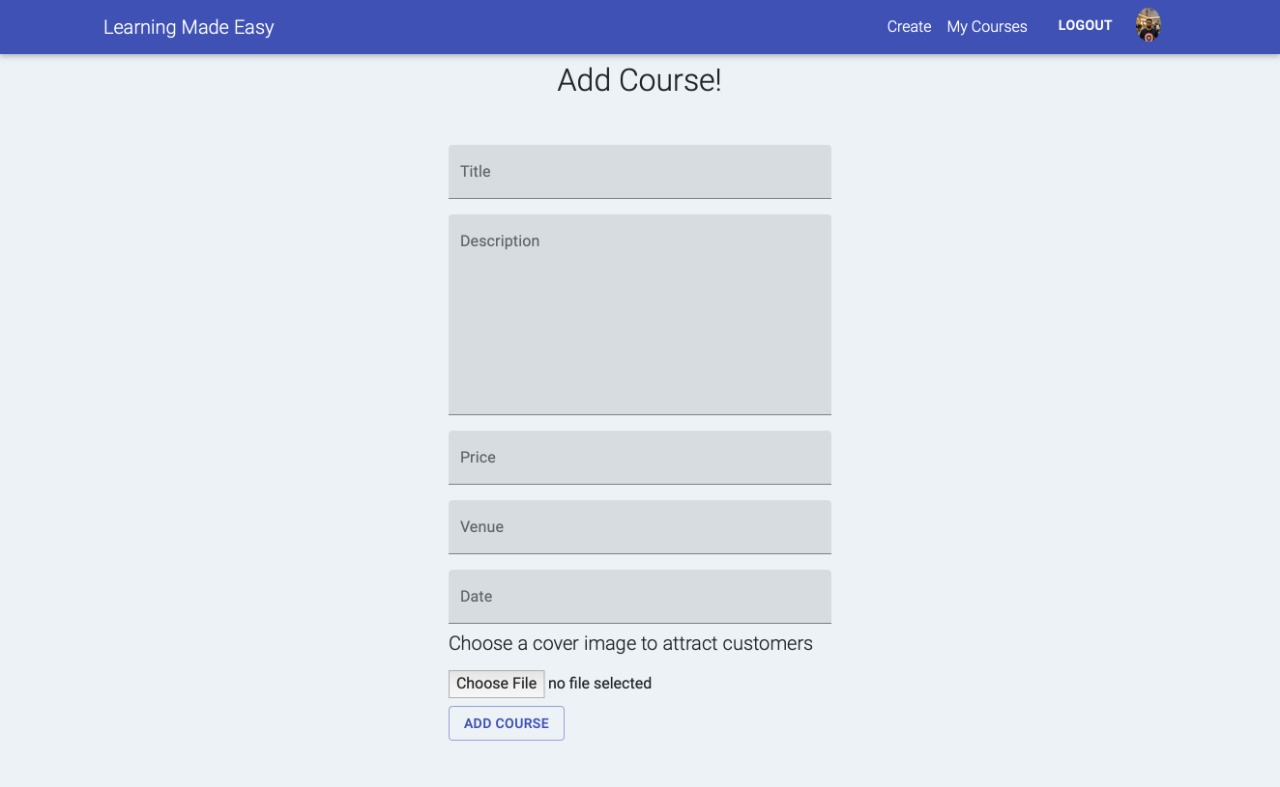 Learning Made Easy
Create My Courses LOGOUT
Add Course!
Title
Description
Price
Venue
Date
Choose a cover image to attract customers
Choose File no file selected
ADD COURSE